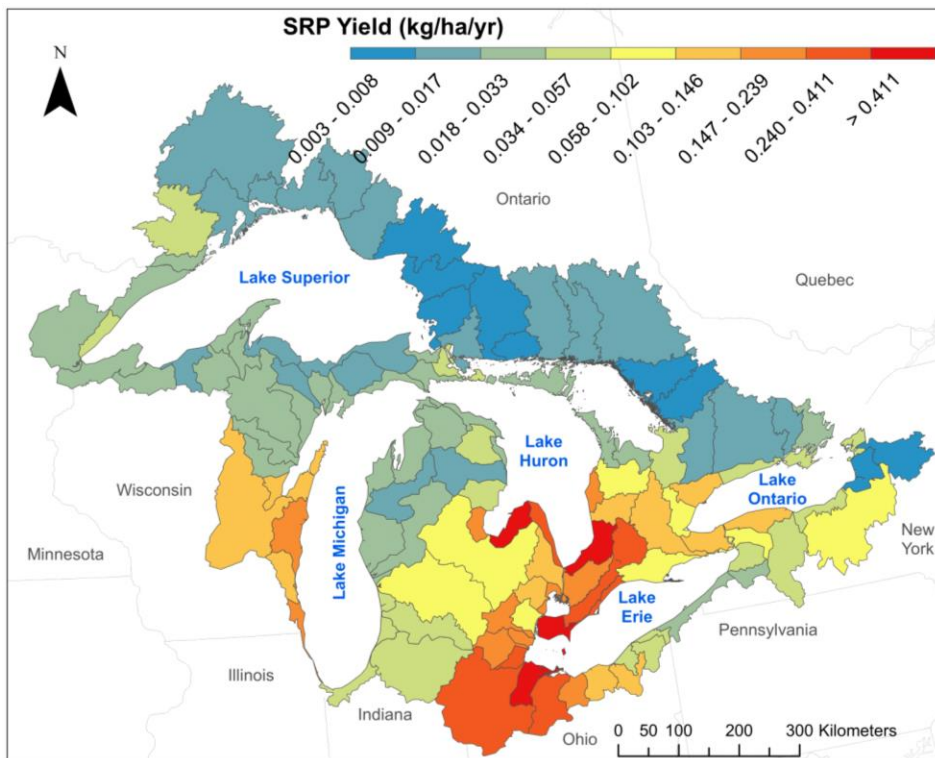 SRP Yield (kg/ha/yr)
N
0.003 - 0.008
0.009 - 0.017
0.018 - 0.033
0.034 - 0.057
0.058 - 0.102
0.103 - 0.146
0.147 - 0.239
0.240 - 0.411
> 0.411
Ontario
Quebec
Lake Superior
Lake
Huron
Lake
Ontario
Wisconsin
Minnesota
Lake Michigan
New
York
Lake
Erie
Pennsylvania
Illinois
Indiana
Ohio
0 50 100 200 300 Kilometers